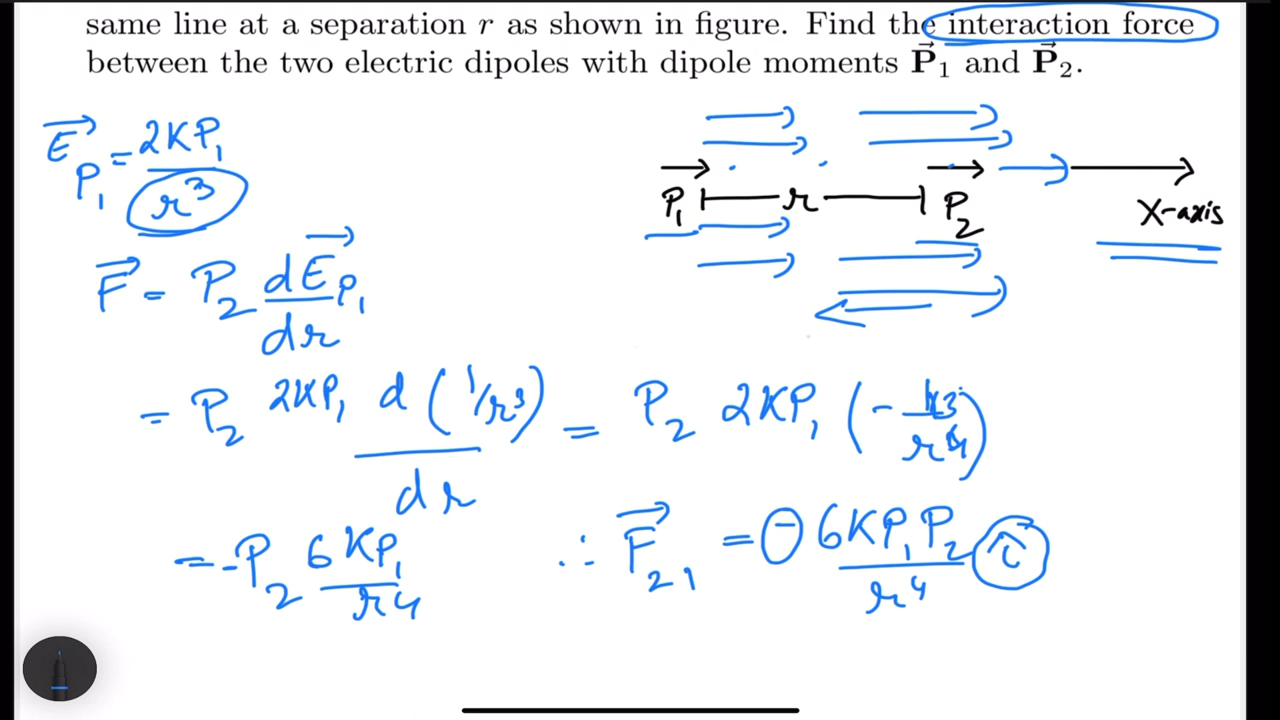 same line at a separation r as shown in figure. Find the interaction force
between the two electric dipoles with dipole moments P⃗₁ and P⃗₂.
E⃗P₁ = 2KP₁/r³
P₁ r P₂ X-axis
F⃗ = P₂ dE⃗P₁/dr
= P₂ 2KP₁ d(1/r³)/dr = P₂ 2KP₁ (-3/r⁴)
= -P₂ 6KP₁/r⁴ ∴ F⃗₂₁ = - 6KP₁P₂/r⁴ î